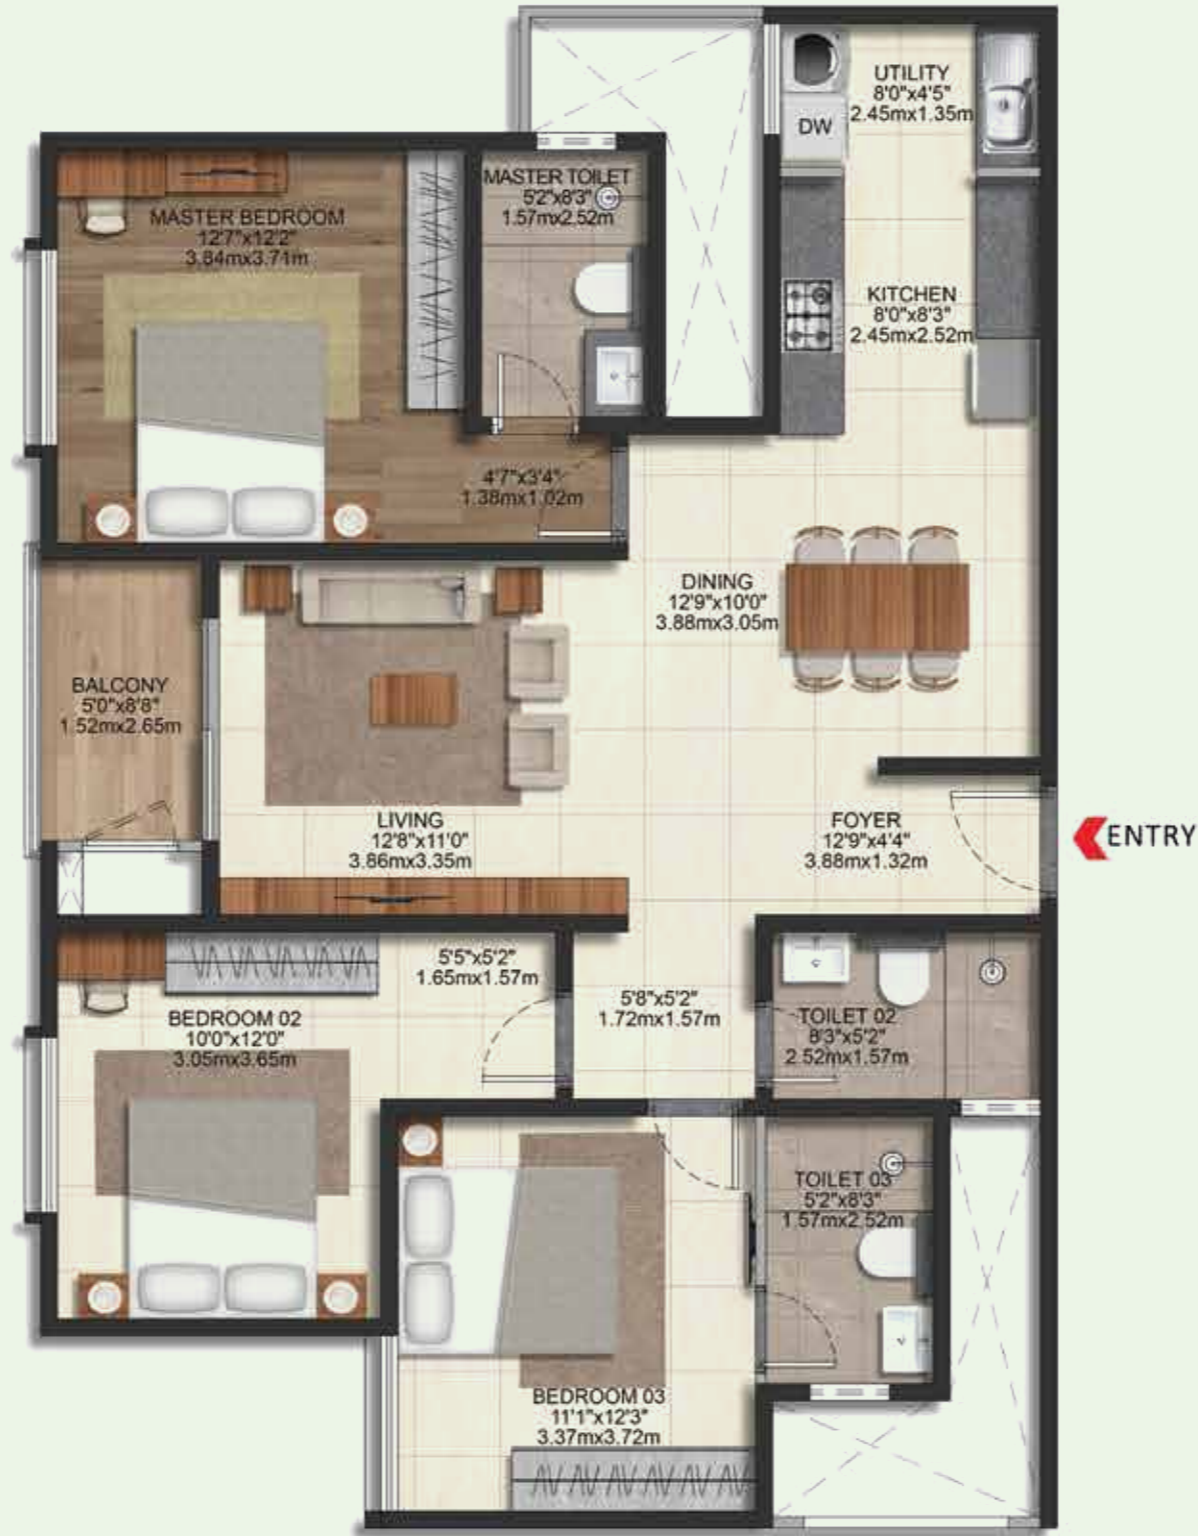 UTILITY
8'0"x4'5"
2.45mx1.35m
DW
MASTER TOILET
5'2"x8'3"
1.57mx2.52m
MASTER BEDROOM
12'7"x12'2"
3.84mx3.71m
KITCHEN
8'0"x8'3"
2.45mx2.52m
4'7"x3'4"
1.38mx1.02m
DINING
12'9"x10'0"
3.88mx3.05m
BALCONY
5'0"x8'8"
1.52mx2.65m
LIVING
12'8"x11'0"
3.86mx3.35m
FOYER
12'9"x4'4"
3.88mx1.32m
ENTRY
5'5"x5'2"
1.65mx1.57m
5'8"x5'2"
1.72mx1.57m
BEDROOM 02
10'0"x12'0"
3.05mx3.65m
TOILET 02
8'3"x5'2"
2.52mx1.57m
TOILET 03
5'2"x8'3"
1.57mx2.52m
BEDROOM 03
11'1"x12'3"
3.37mx3.72m